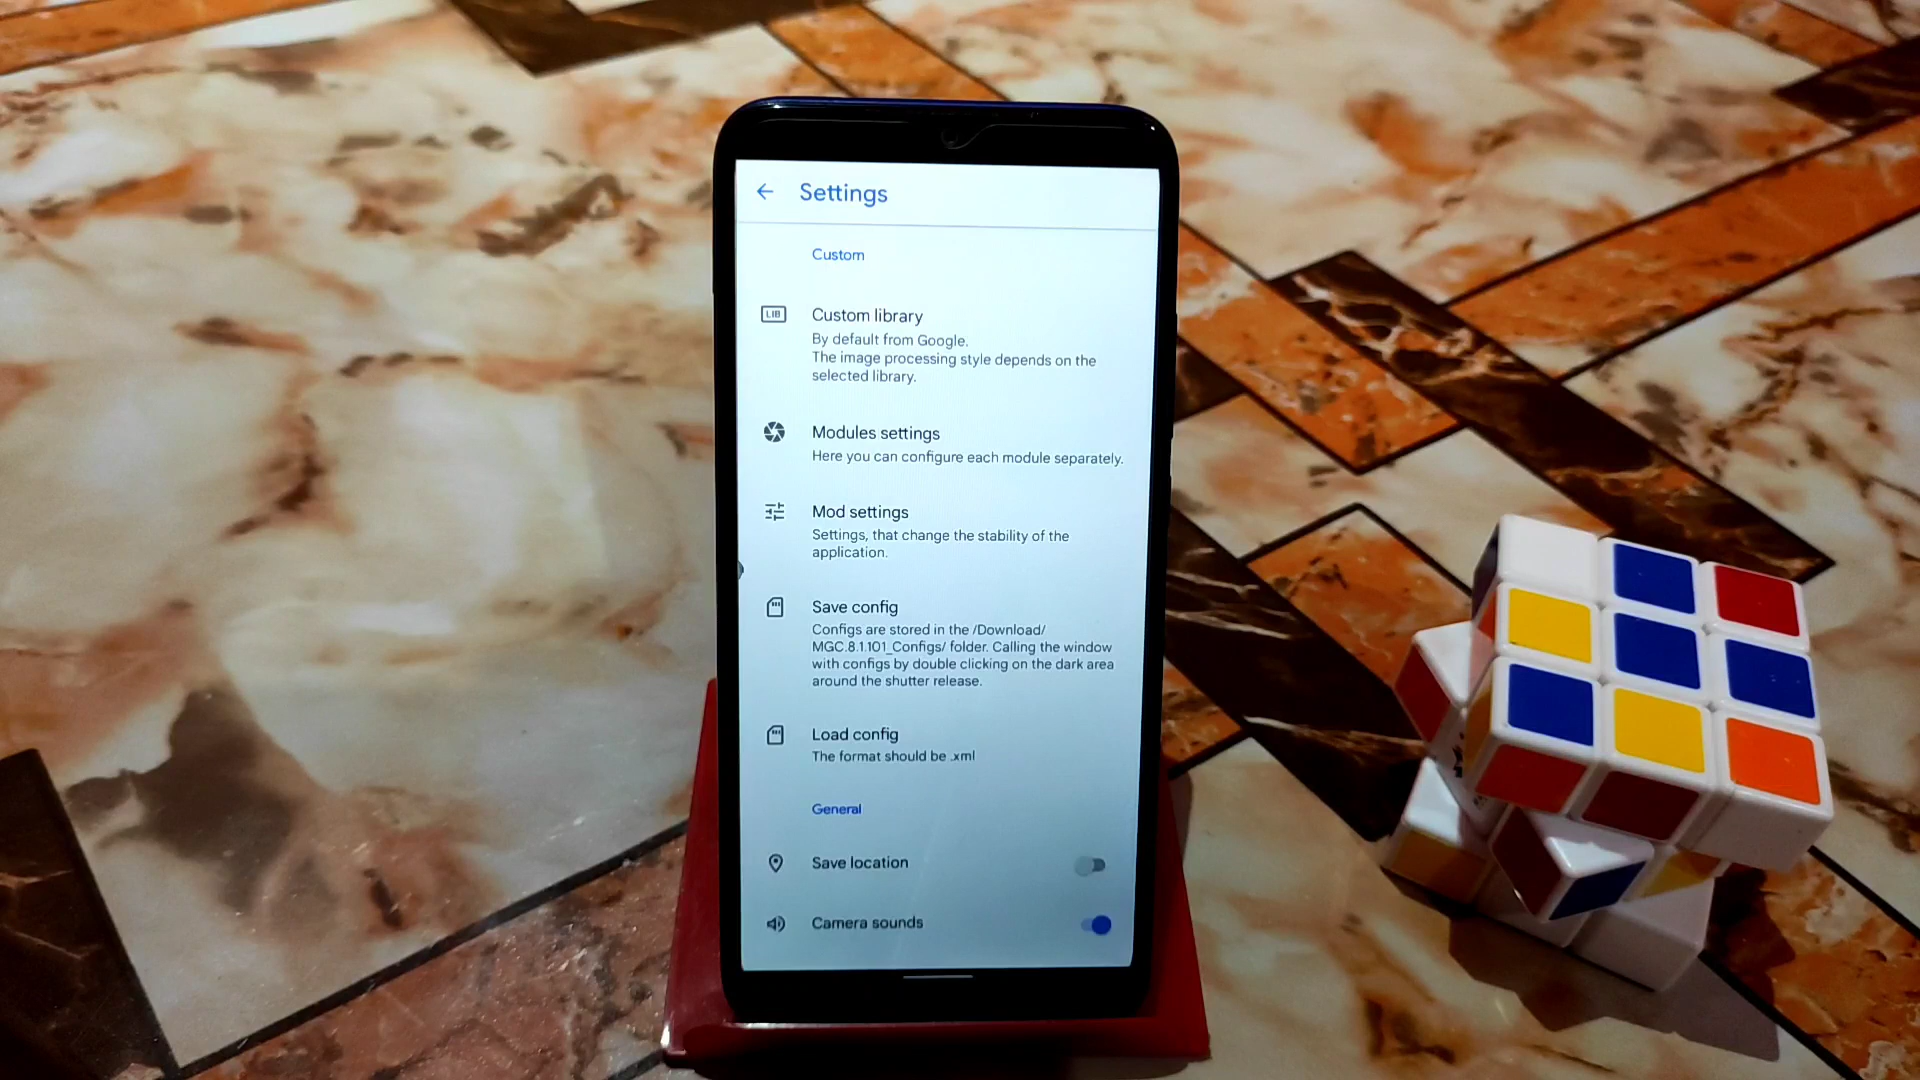 Settings
Custom
LIB
Custom library
By default from Google.
The image processing style depends on the
selected library.
Modules settings
Here you can configure each module separately.
Mod settings
Settings, that change the stability of the
application.
Save config
Configs are stored in the /Download/
MGC.8.1.101_Configs/ folder. Calling the window
with configs by double clicking on the dark area
around the shutter release.
Load config
The format should be .xml
General
Save location
Camera sounds